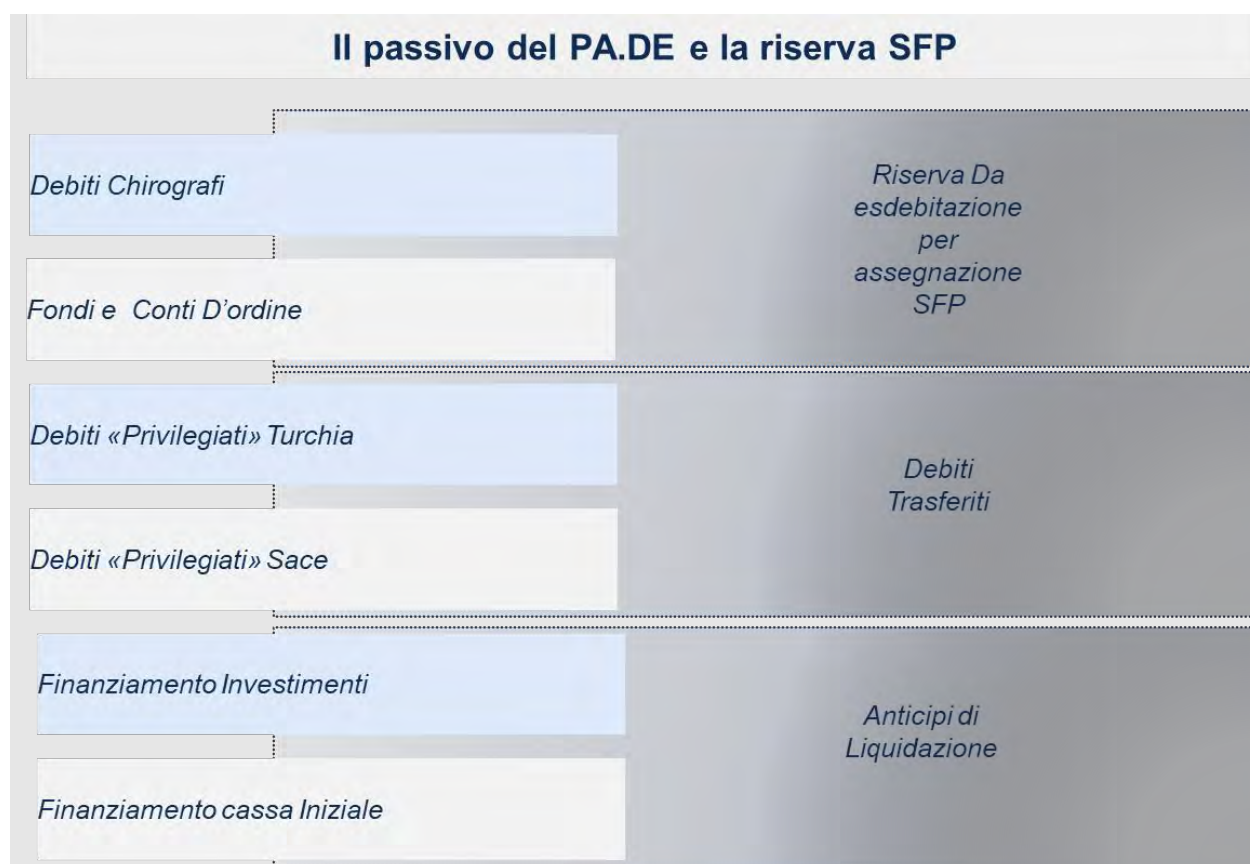 Il passivo del PA.DE e la riserva SFP
Debiti Chirografi
Fondi e Conti D'ordine
Riserva Da
esdebitazione
per
assegnazione
SFP
Debiti «Privilegiati» Turchia
Debiti «Privilegiati» Sace
Debiti
Trasferiti
Finanziamento Investimenti
Finanziamento cassa Iniziale
Anticipi di
Liquidazione